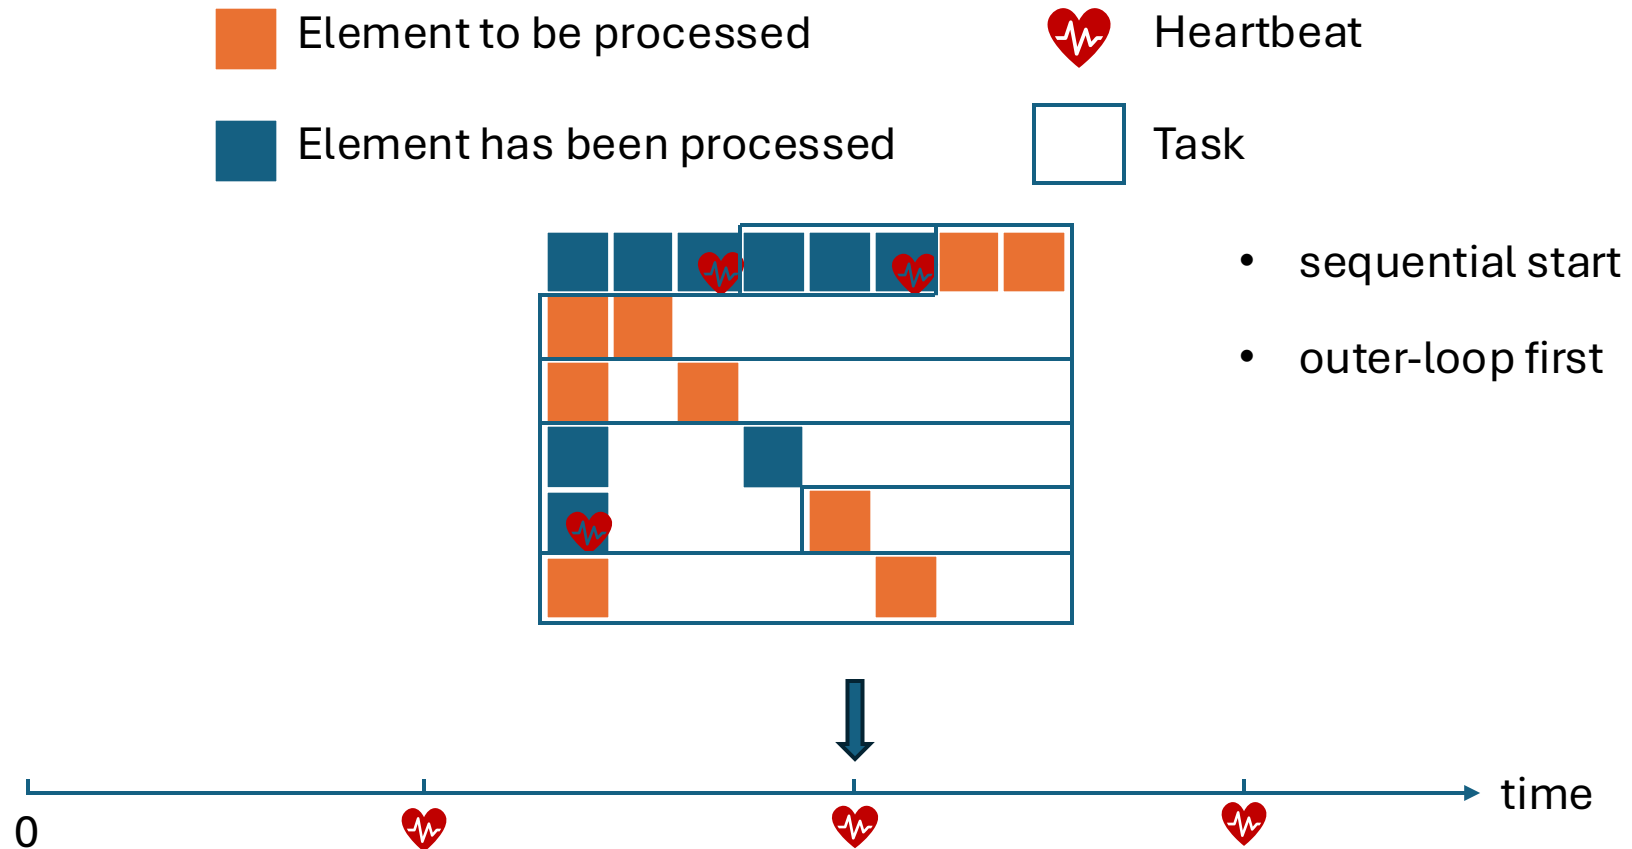 Element to be processed
Heartbeat
Element has been processed
Task
• sequential start
• outer-loop first
time
0